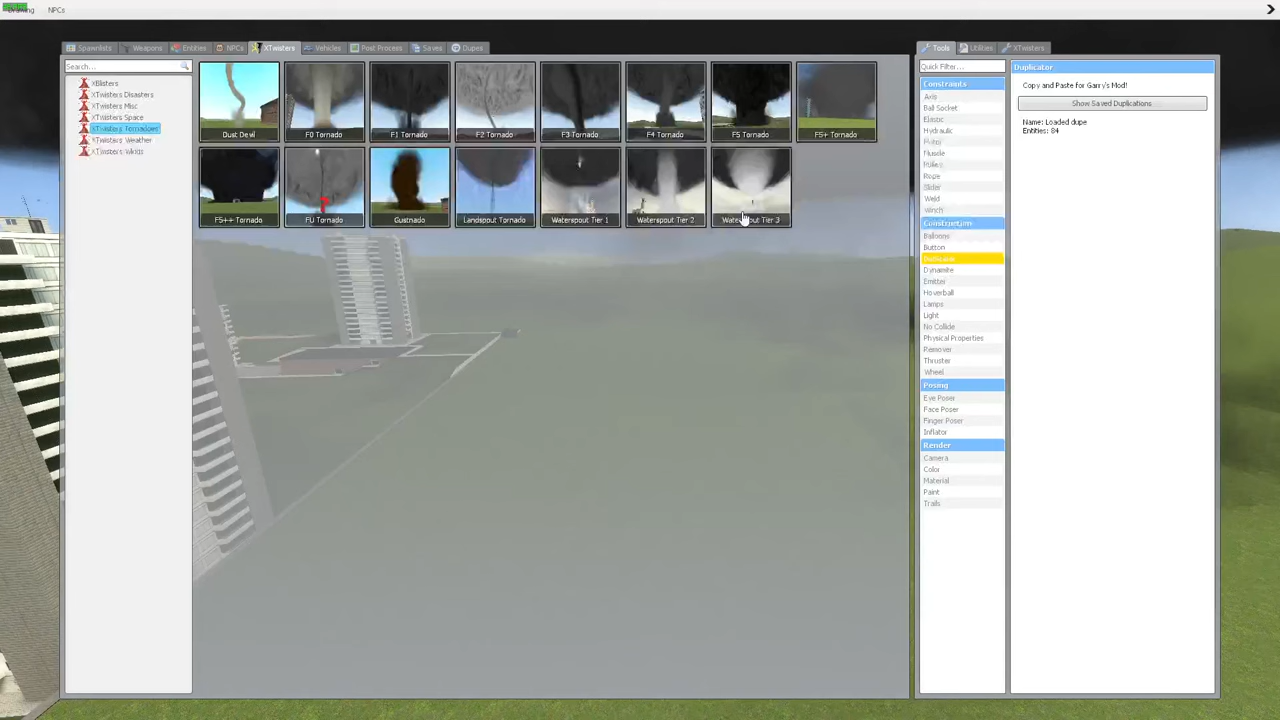 Drawing NPCs
Spawnlists Weapons Entities NPCs XTwisters Vehicles Post Process Saves Dupes
Search...
XBlisters
XTwisters Disasters
XTwisters Misc
XTwisters Space
XTwisters Tornadoes
XTwisters Weather
XTwisters Winds
Dust Devil F0 Tornado F1 Tornado F2 Tornado F3 Tornado F4 Tornado F5 Tornado F5+ Tornado
F5++ Tornado FU Tornado Gustnado Landspout Tornado Waterspout Tier 1 Waterspout Tier 2 Waterspout Tier 3
Tools Utilities XTwisters
Quick Filter...
Constraints
Axis
Ball Socket
Elastic
Hydraulic
Motor
Muscle
Pulley
Rope
Slider
Weld
Winch
Construction
Balloons
Button
Duplicator
Dynamite
Emitter
Hoverball
Lamps
Light
No Collide
Physical Properties
Remover
Thruster
Wheel
Posing
Eye Poser
Face Poser
Finger Poser
Inflator
Render
Camera
Color
Material
Paint
Trails
Duplicator
Copy and Paste for Garry's Mod!
Show Saved Duplications
Name: Loaded dupe
Entities: 84